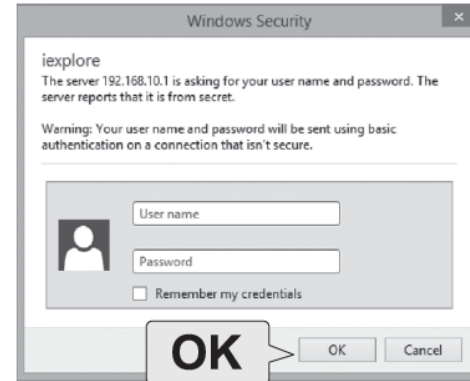 Windows Security
×
iexplore
The server 192.168.10.1 is asking for your user name and password. The
server reports that it is from secret.
Warning: Your user name and password will be sent using basic
authentication on a connection that isn't secure.
User name
Password
Remember my credentials
OK
OK
Cancel